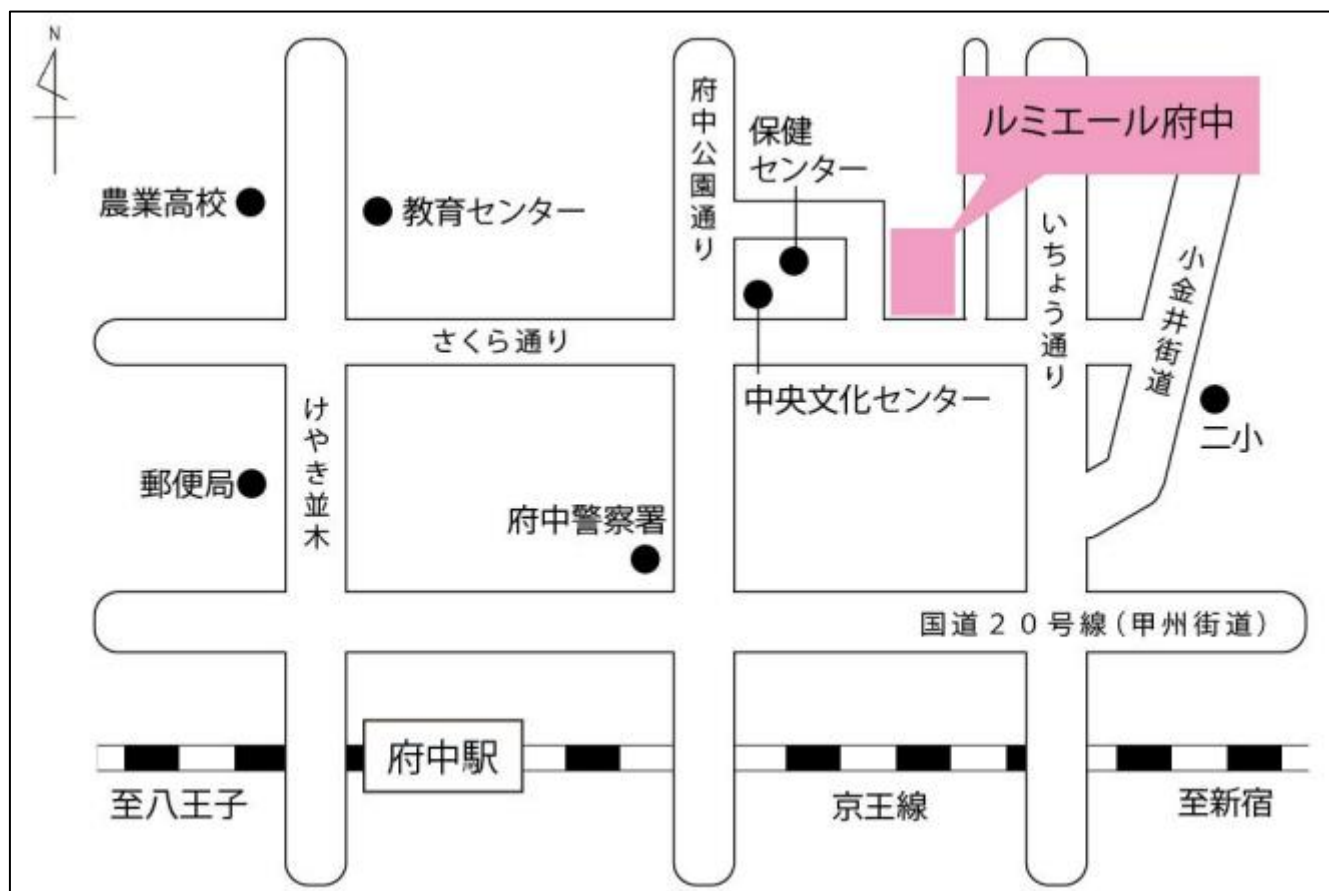 N
府中公園通り
保健
センター
ルミエール府中
農業高校
教育センター
いちょう通り
小金井街道
さくら通り
中央文化センター
けやき並木
二小
郵便局
府中警察署
国道20号線(甲州街道)
府中駅
至八王子
京王線
至新宿